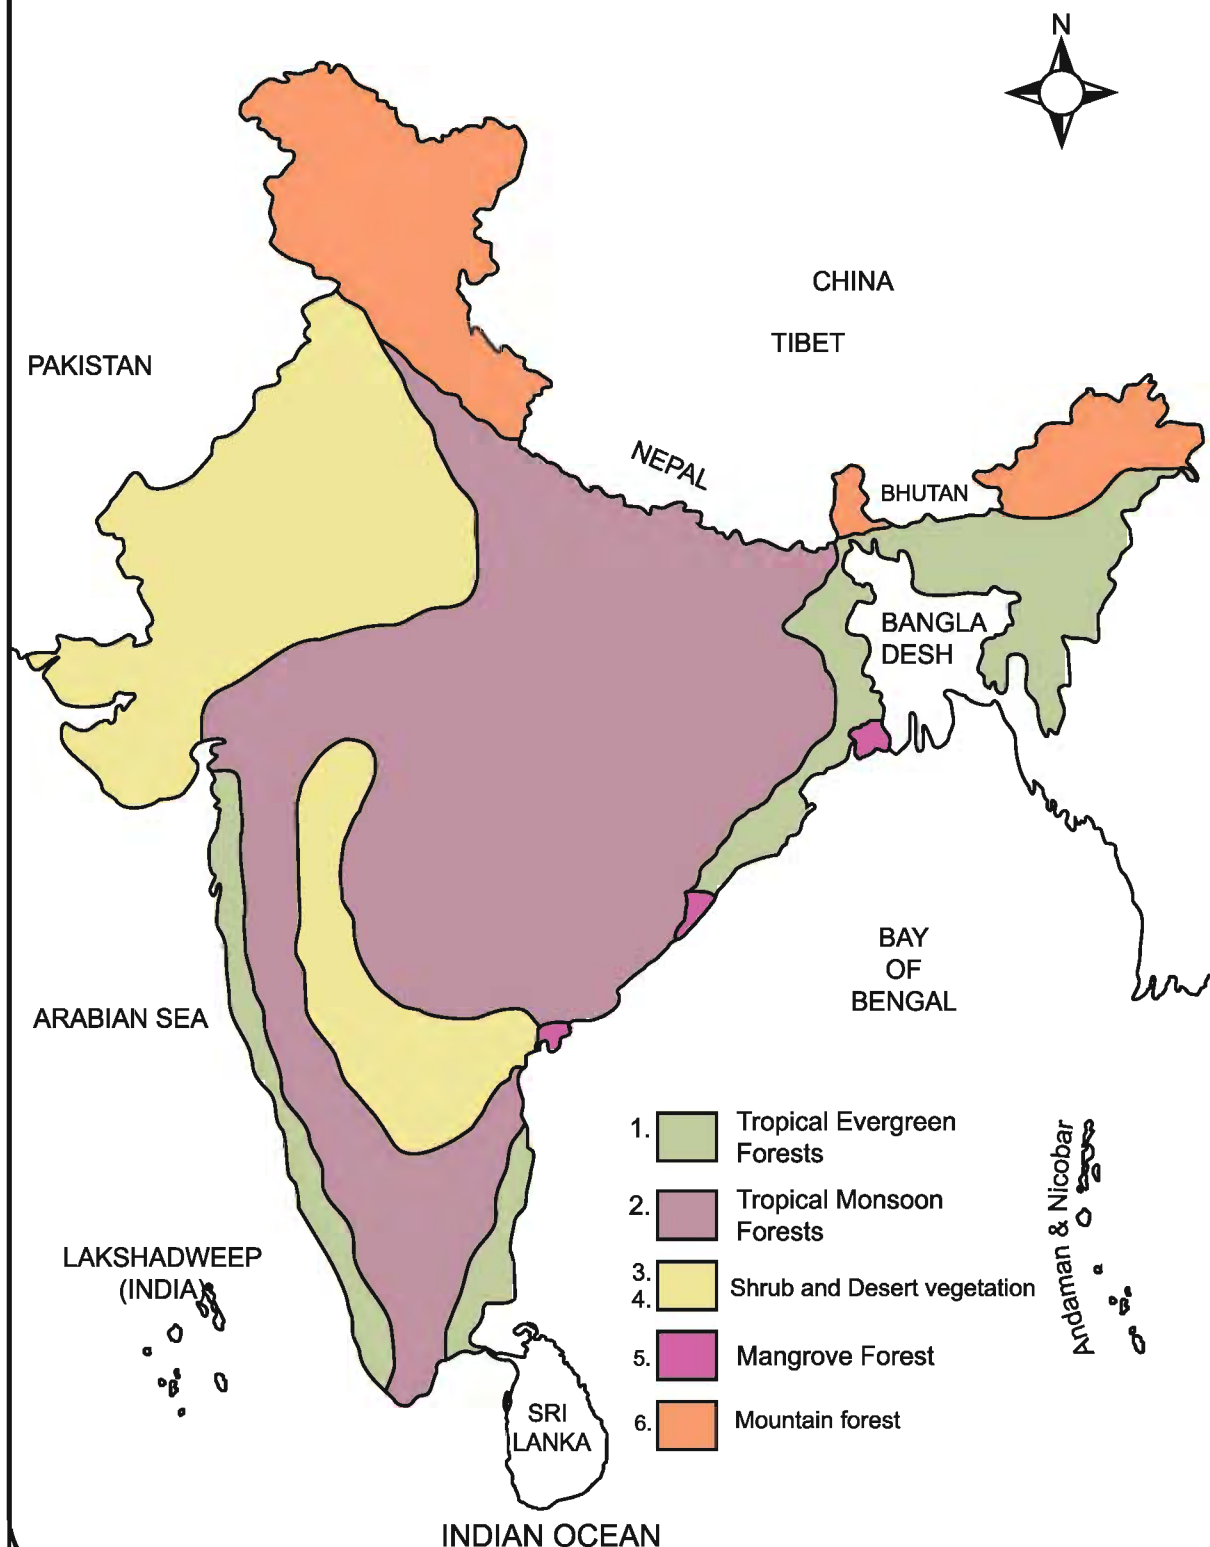 N
CHINA
TIBET
PAKISTAN
NEPAL
BHUTAN
BANGLA
DESH
BAY
OF
BENGAL
ARABIAN SEA
1. Tropical Evergreen
Forests
2. Tropical Monsoon
Forests
3.
4. Shrub and Desert vegetation
5. Mangrove Forest
6. Mountain forest
Andaman & Nicobar
LAKSHADWEEP
(INDIA)
SRI
LANKA
INDIAN OCEAN